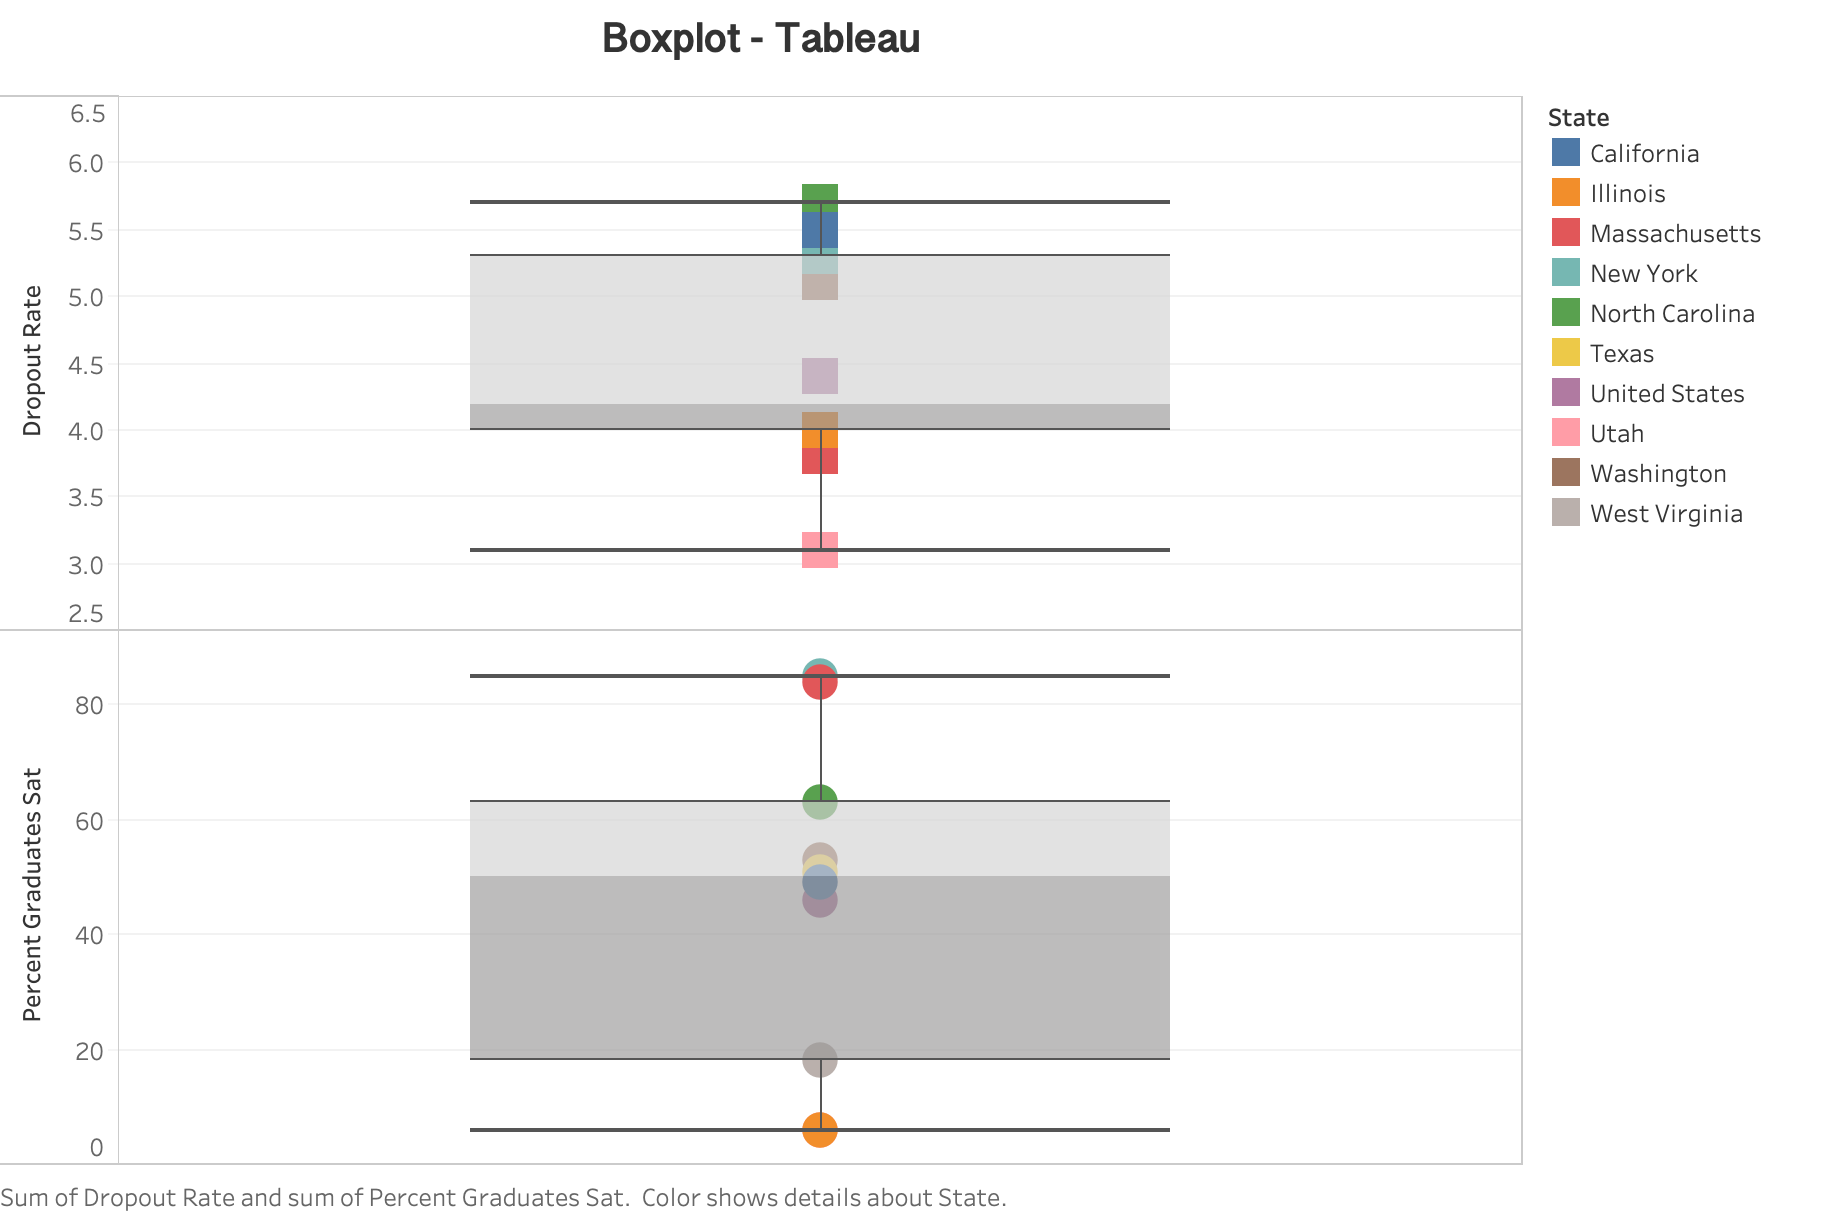 Boxplot - Tableau
6.5
6.0
5.5
5.0
4.5
4.0
3.5
3.0
2.5
Dropout Rate
80
60
40
20
0
Percent Graduates Sat
State
California
Illinois
Massachusetts
New York
North Carolina
Texas
United States
Utah
Washington
West Virginia
Sum of Dropout Rate and sum of Percent Graduates Sat.  Color shows details about State.